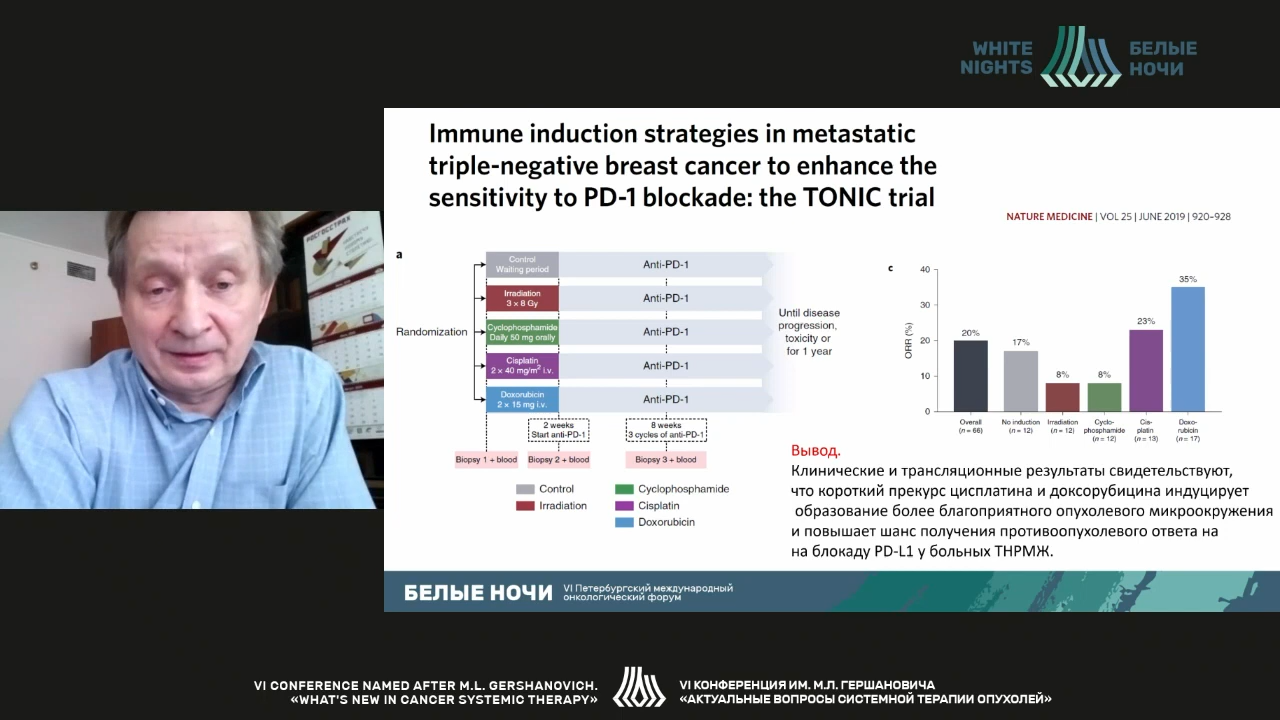 WHITE
NIGHTS
БЕЛЫЕ
НОЧИ
Immune induction strategies in metastatic
triple-negative breast cancer to enhance the
sensitivity to PD-1 blockade: the TONIC trial
NATURE MEDICINE | VOL 25 | JUNE 2019 | 920–928
РОСГОССТРАХ
a
Randomization
Control
Waiting period
Anti-PD-1
Irradiation
3 × 8 Gy
Anti-PD-1
Cyclophosphamide
Daily 50 mg orally
Anti-PD-1
Cisplatin
2 × 40 mg/m² i.v.
Anti-PD-1
Doxorubicin
2 × 15 mg i.v.
Anti-PD-1
Until disease
progression,
toxicity or
for 1 year
2 weeks
Start anti-PD-1
8 weeks
3 cycles of anti-PD-1
Biopsy 1 + blood
Biopsy 2 + blood
Biopsy 3 + blood
Control
Irradiation
Cyclophosphamide
Cisplatin
Doxorubicin
c
ORR (%)
40
30
20
10
0
20%
17%
8%
8%
23%
35%
Overall
(n = 66)
No induction
(n = 12)
Irradiation
(n = 12)
Cyclo-
phosphamide
(n = 12)
Cis-
platin
(n = 13)
Doxo-
rubicin
(n = 17)
Вывод.
Клинические и трансляционные результаты свидетельствуют,
что короткий прекурс цисплатина и доксорубицина индуцирует
образование более благоприятного опухолевого микроокружения
и повышает шанс получения противоопухолевого ответа на
на блокаду PD-L1 у больных ТНРМЖ.
БЕЛЫЕ НОЧИ
VI Петербургский международный
онкологический форум
VI CONFERENCE NAMED AFTER M.L. GERSHANOVICH.
«WHAT'S NEW IN CANCER SYSTEMIC THERAPY»
VI КОНФЕРЕНЦИЯ ИМ. М.Л. ГЕРШАНОВИЧА
«АКТУАЛЬНЫЕ ВОПРОСЫ СИСТЕМНОЙ ТЕРАПИИ ОПУХОЛЕЙ»